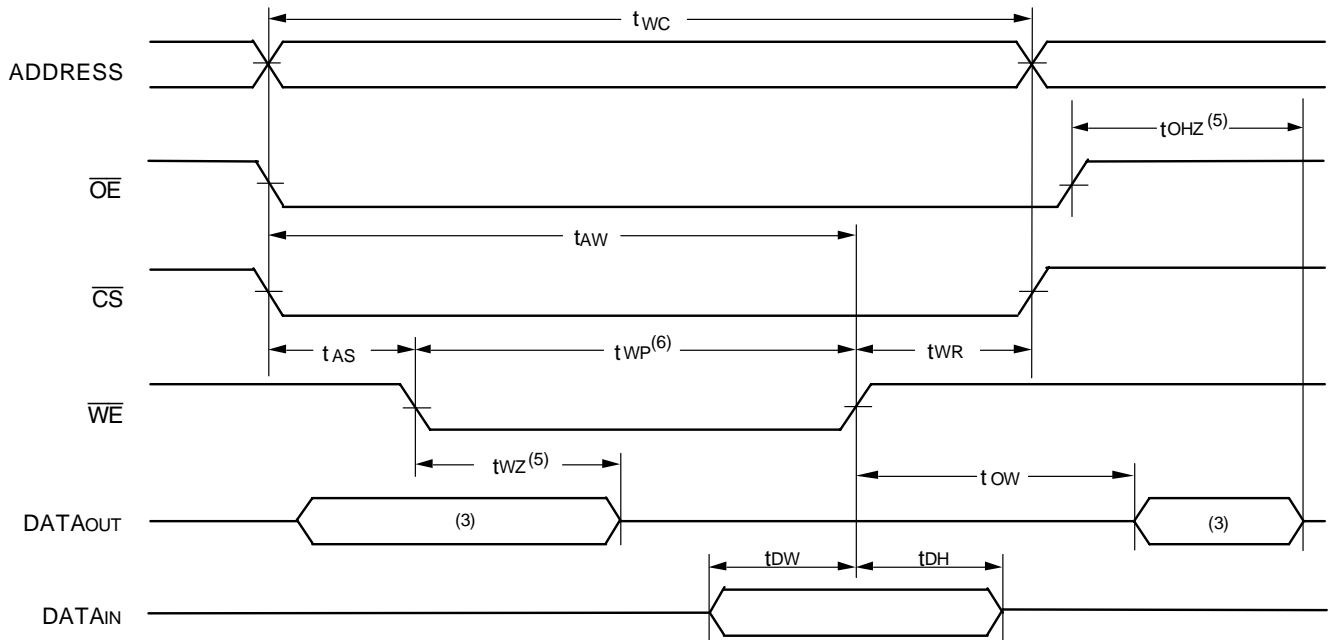 tWC
ADDRESS
tOHZ(5)
OE
tAW
CS
tAS tWP(6) tWR
WE
tWZ(5) tOW
DATAOUT (3) (3)
tDW tDH
DATAIN